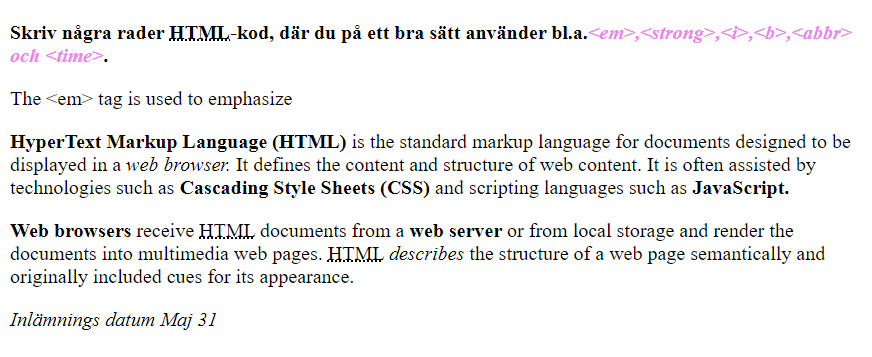 Skriv några rader HTML-kod, där du på ett bra sätt använder bl.a.<em>,<strong>,<i>,<b>,<abbr>
och <time>.
The <em> tag is used to emphasize
HyperText Markup Language (HTML) is the standard markup language for documents designed to be
displayed in a web browser. It defines the content and structure of web content. It is often assisted by
technologies such as Cascading Style Sheets (CSS) and scripting languages such as JavaScript.
Web browsers receive HTML documents from a web server or from local storage and render the
documents into multimedia web pages. HTML describes the structure of a web page semantically and
originally included cues for its appearance.
Inlämnings datum Maj 31